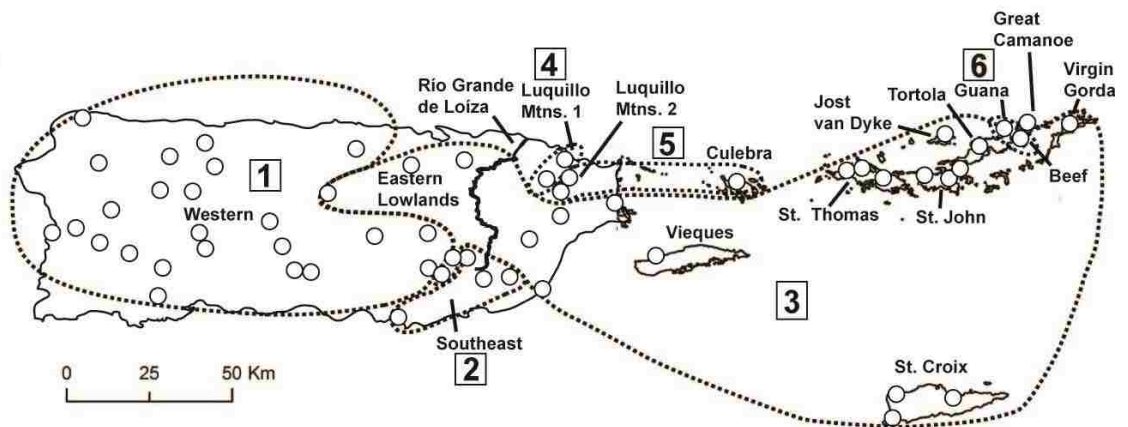 Great
Camanoe
6
Virgin
Gorda
Guana
Tortola
Jost
van Dyke
4
Río Grande
de Loíza
Luquillo
Mtns. 1
Luquillo
Mtns. 2
5
Culebra
1
Eastern
Lowlands
Western
Beef
St. Thomas
St. John
Vieques
3
Southeast
2
St. Croix
0 25 50 Km